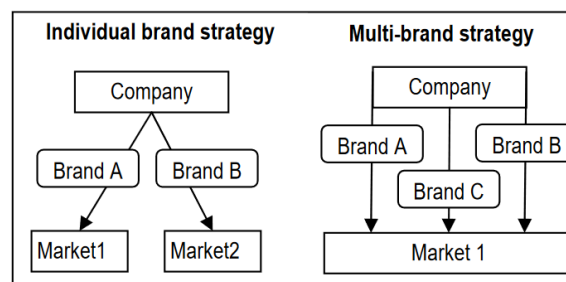 Individual brand strategy
Company
Brand A
Brand B
Market1
Market2
Multi-brand strategy
Company
Brand A
Brand B
Brand C
Market 1